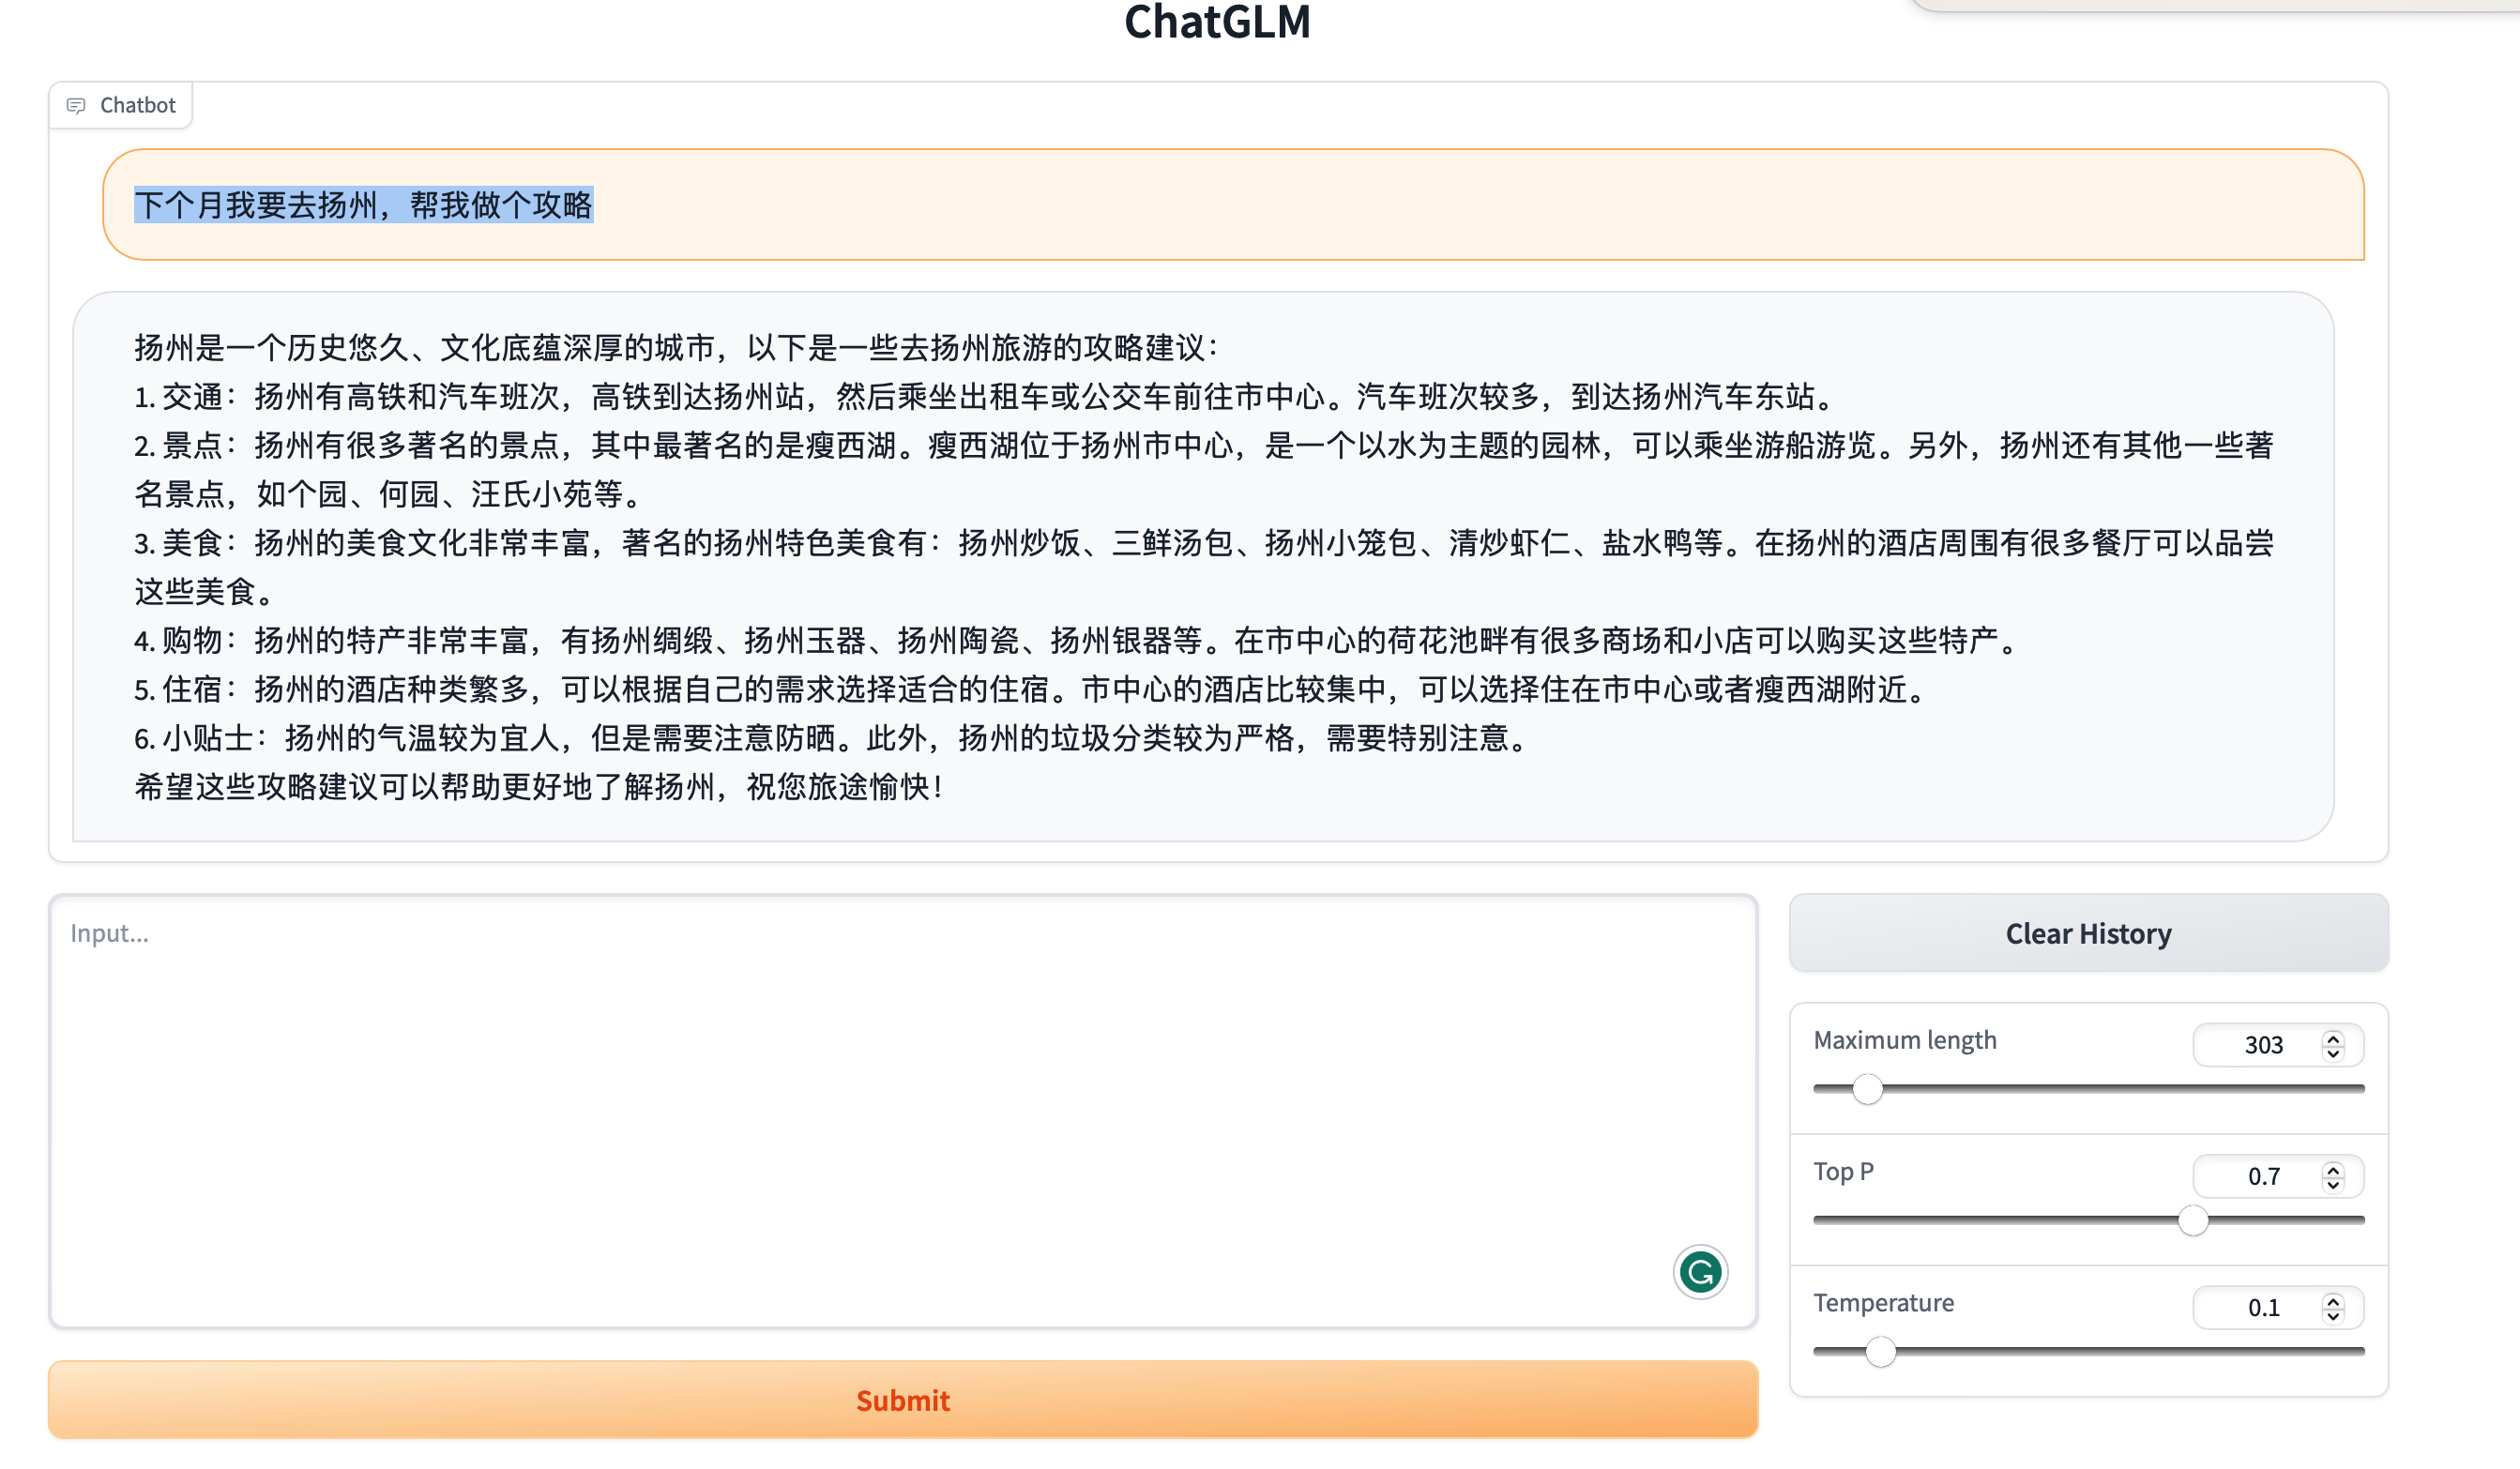 ChatGLM
Chatbot
下个月我要去扬州，帮我做个攻略
扬州是一个历史悠久、文化底蕴深厚的城市，以下是一些去扬州旅游的攻略建议：
1. 交通：扬州有高铁和汽车班次，高铁到达扬州站，然后乘坐出租车或公交车前往市中心。汽车班次较多，到达扬州汽车东站。
2. 景点：扬州有很多著名的景点，其中最著名的是瘦西湖。瘦西湖位于扬州市中心，是一个以水为主题的园林，可以乘坐游船游览。另外，扬州还有其他一些著
名景点，如个园、何园、汪氏小苑等。
3. 美食：扬州的美食文化非常丰富，著名的扬州特色美食有：扬州炒饭、三鲜汤包、扬州小笼包、清炒虾仁、盐水鸭等。在扬州的酒店周围有很多餐厅可以品尝
这些美食。
4. 购物：扬州的特产非常丰富，有扬州绸缎、扬州玉器、扬州陶瓷、扬州银器等。在市中心的荷花池畔有很多商场和小店可以购买这些特产。
5. 住宿：扬州的酒店种类繁多，可以根据自己的需求选择适合的住宿。市中心的酒店比较集中，可以选择住在市中心或者瘦西湖附近。
6. 小贴士：扬州的气温较为宜人，但是需要注意防晒。此外，扬州的垃圾分类较为严格，需要特别注意。
希望这些攻略建议可以帮助更好地了解扬州，祝您旅途愉快！
Input...
Clear History
Maximum length
303
Top P
0.7
Temperature
0.1
Submit